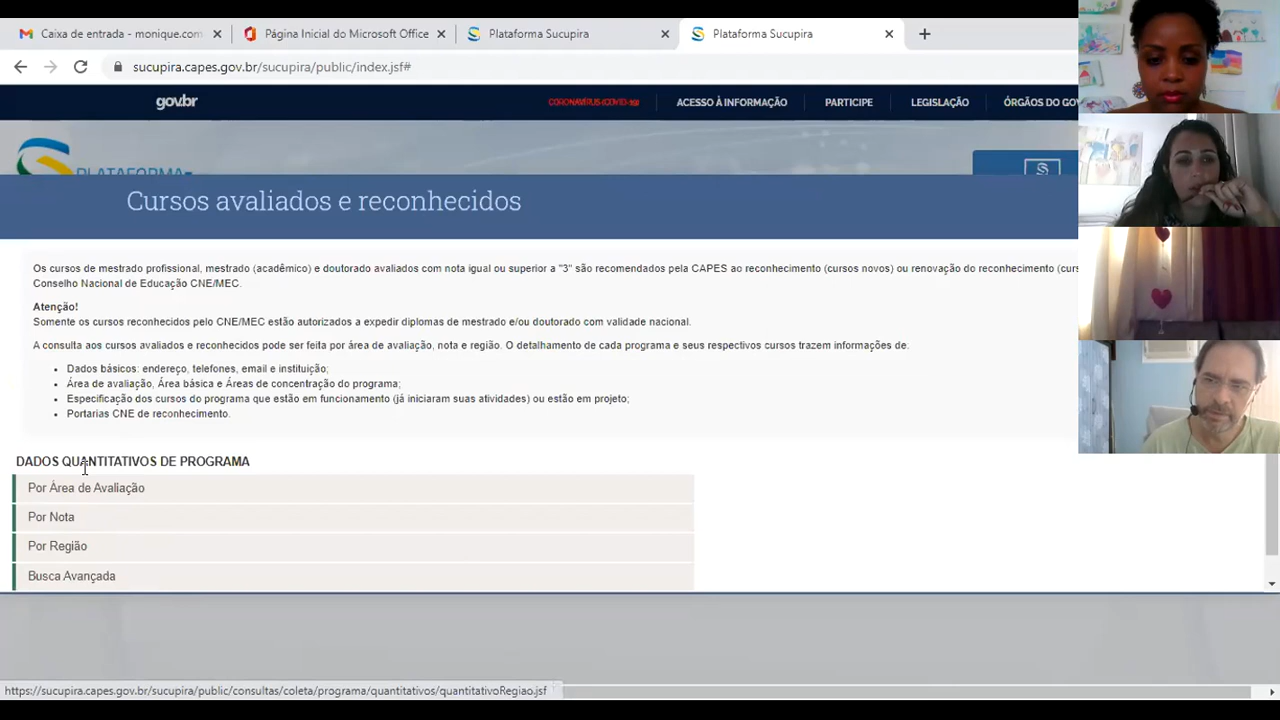 Caixa de entrada - monique.com
Página Inicial do Microsoft Office
Plataforma Sucupira
Plataforma Sucupira
sucupira.capes.gov.br/sucupira/public/index.jsf#
gov.br
CORONAVÍRUS (COVID-19)
ACESSO À INFORMAÇÃO
PARTICIPE
LEGISLAÇÃO
ÓRGÃOS DO GOV
PLATAFORMA
Cursos avaliados e reconhecidos
Os cursos de mestrado profissional, mestrado (acadêmico) e doutorado avaliados com nota igual ou superior a "3" são recomendados pela CAPES ao reconhecimento (cursos novos) ou renovação do reconhecimento (curs
Conselho Nacional de Educação CNE/MEC.
Atenção!
Somente os cursos reconhecidos pelo CNE/MEC estão autorizados a expedir diplomas de mestrado e/ou doutorado com validade nacional.
A consulta aos cursos avaliados e reconhecidos pode ser feita por área de avaliação, nota e região. O detalhamento de cada programa e seus respectivos cursos trazem informações de:
Dados básicos: endereço, telefones, email e instituição;
Área de avaliação, Área básica e Áreas de concentração do programa;
Especificação dos cursos do programa que estão em funcionamento (já iniciaram suas atividades) ou estão em projeto;
Portarias CNE de reconhecimento.
DADOS QUANTITATIVOS DE PROGRAMA
Por Área de Avaliação
Por Nota
Por Região
Busca Avançada
https://sucupira.capes.gov.br/sucupira/public/consultas/coleta/programa/quantitativos/quantitativoRegiao.jsf